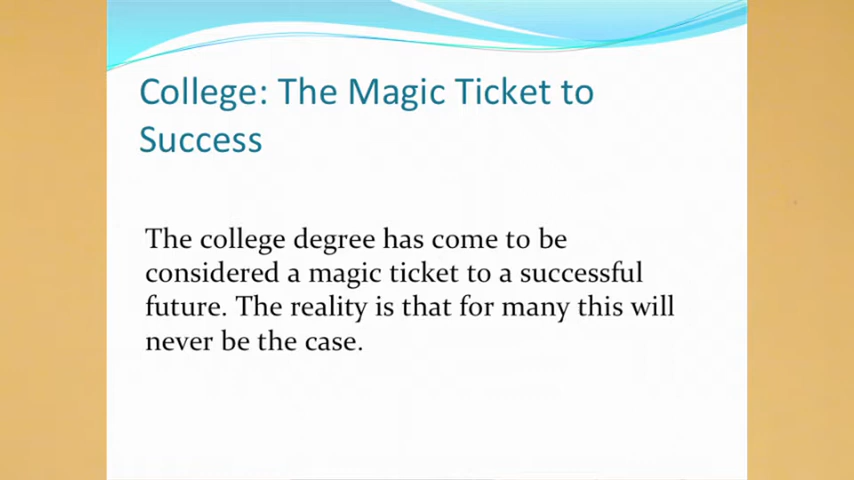 College: The Magic Ticket to
Success
The college degree has come to be
considered a magic ticket to a successful
future. The reality is that for many this will
never be the case.